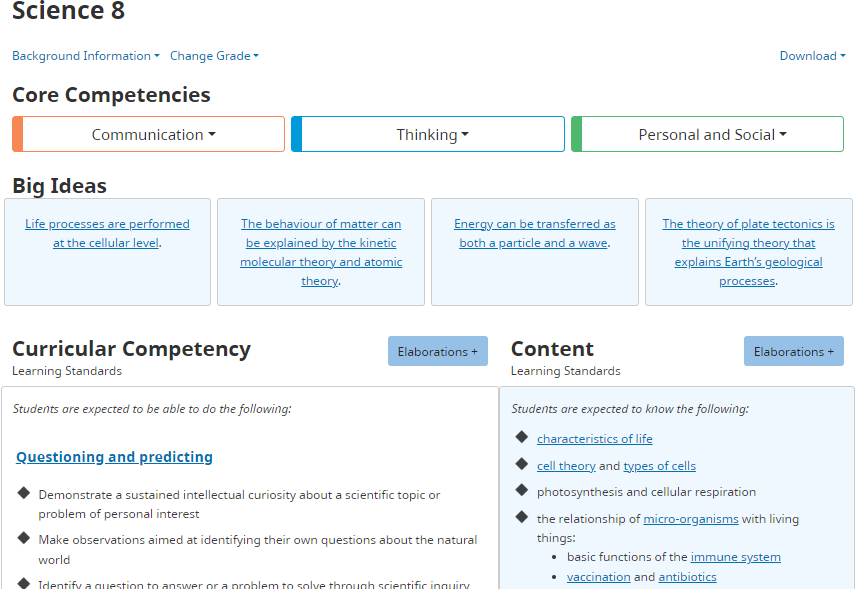 Science 8
Background Information Change Grade Download
Core Competencies
Communication Thinking Personal and Social
Big Ideas
Life processes are performed
at the cellular level.
The behaviour of matter can
be explained by the kinetic
molecular theory and atomic
theory.
Energy can be transferred as
both a particle and a wave.
The theory of plate tectonics is
the unifying theory that
explains Earth's geological
processes.
Curricular Competency
Elaborations +
Learning Standards
Students are expected to be able to do the following:
Questioning and predicting
Demonstrate a sustained intellectual curiosity about a scientific topic or
problem of personal interest
Make observations aimed at identifying their own questions about the natural
world
Identify a question to answer or a problem to solve through scientific inquiry
Content
Elaborations +
Learning Standards
Students are expected to know the following:
characteristics of life
cell theory and types of cells
photosynthesis and cellular respiration
the relationship of micro-organisms with living
things:
basic functions of the immune system
vaccination and antibiotics